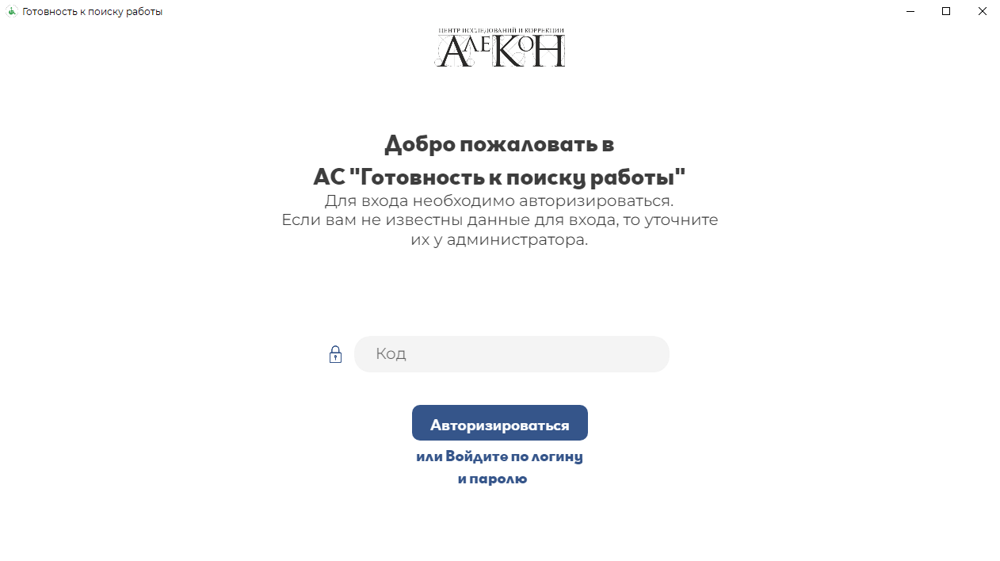 Готовность к поиску работы
ЦЕНТР ИССЛЕДОВАНИЙ И КОРРЕКЦИИ
АЛЕКОН
Добро пожаловать в
АС "Готовность к поиску работы"
Для входа необходимо авторизироваться.
Если вам не известны данные для входа, то уточните
их у администратора.
Код
Авторизироваться
или Войдите по логину
и паролю